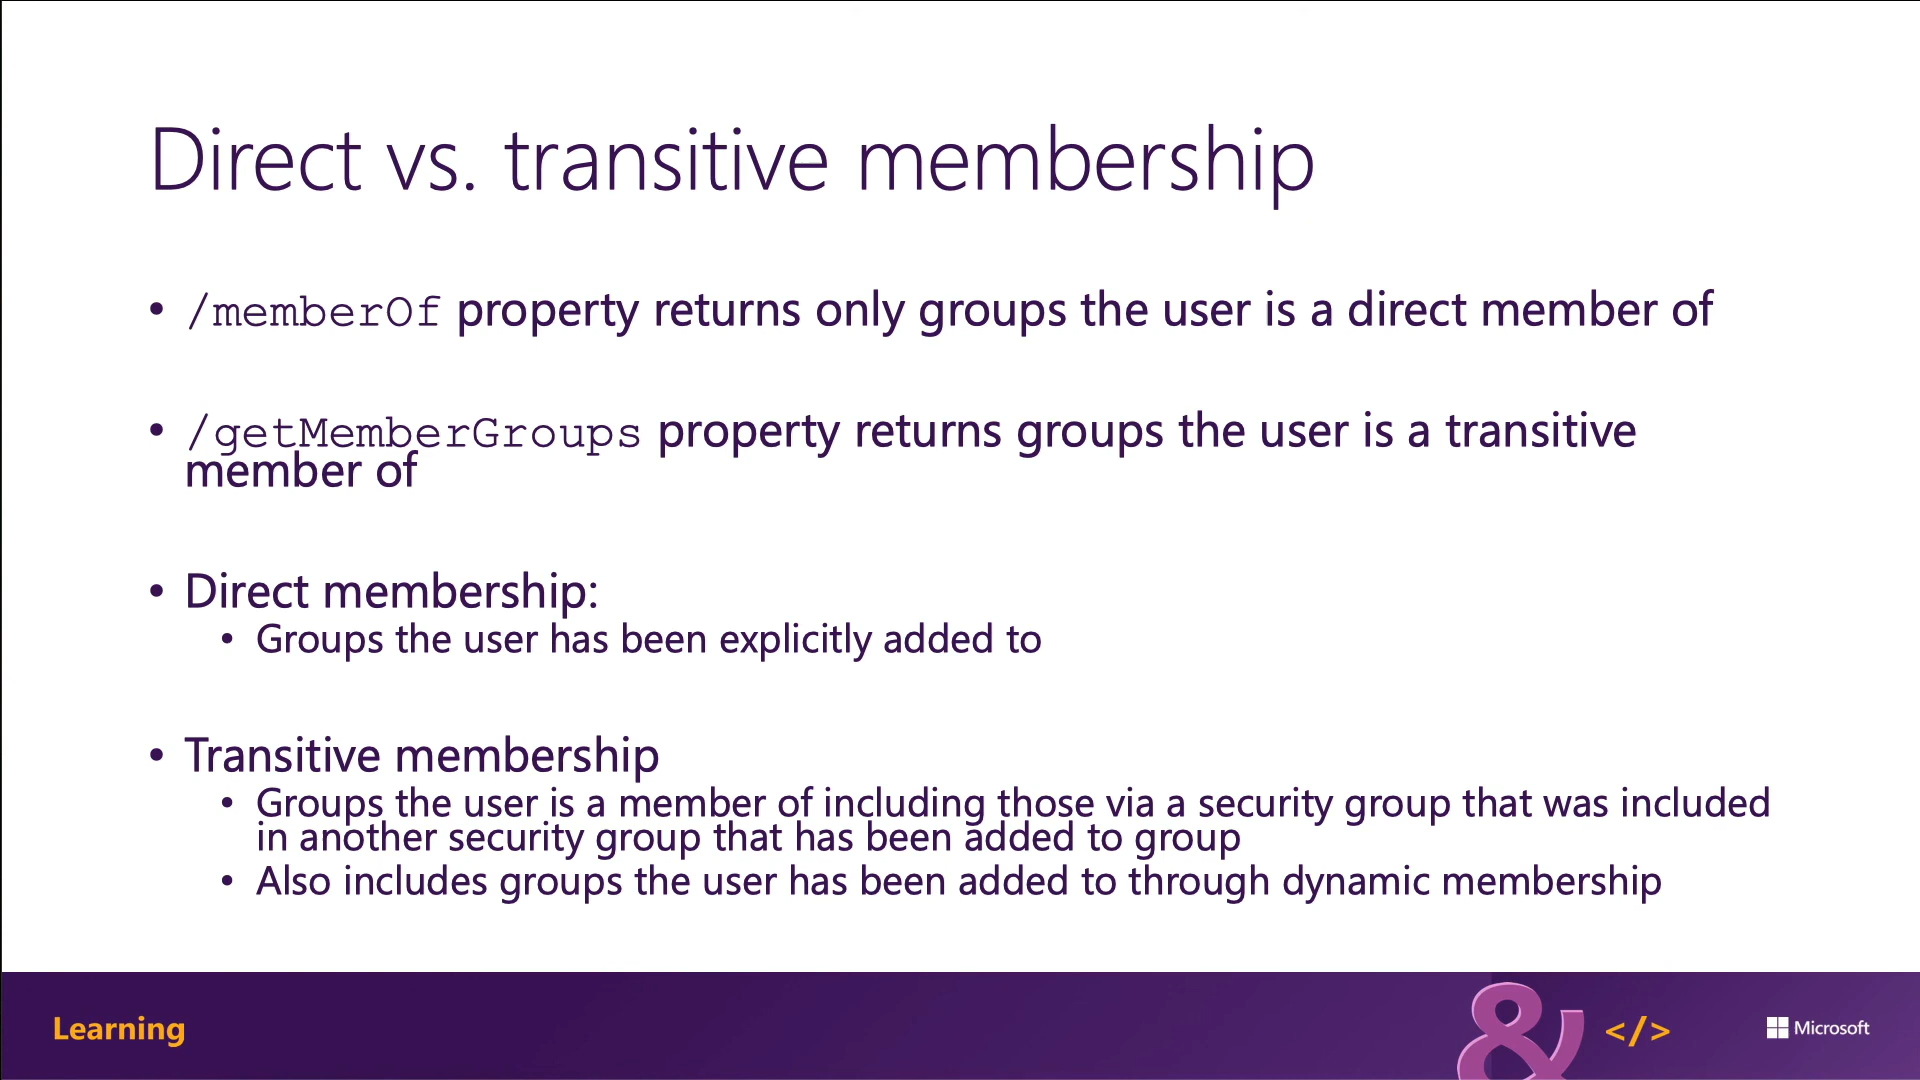 Direct vs. transitive membership
• /memberOf property returns only groups the user is a direct member of
• /getMemberGroups property returns groups the user is a transitive
member of
• Direct membership:
• Groups the user has been explicitly added to
• Transitive membership
• Groups the user is a member of including those via a security group that was included
in another security group that has been added to group
• Also includes groups the user has been added to through dynamic membership
Learning
& </>
Microsoft